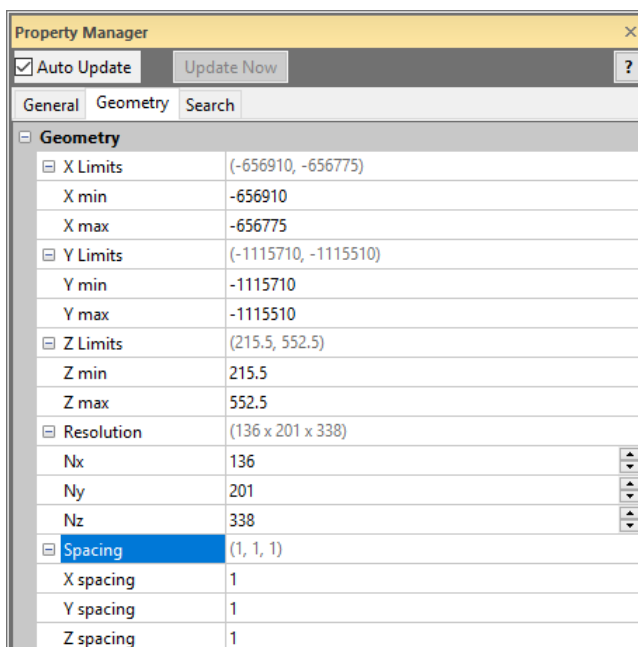 Property Manager
Auto Update Update Now ?
General Geometry Search
Geometry
X Limits (-656910, -656775)
X min -656910
X max -656775
Y Limits (-1115710, -1115510)
Y min -1115710
Y max -1115510
Z Limits (215.5, 552.5)
Z min 215.5
Z max 552.5
Resolution (136 x 201 x 338)
Nx 136
Ny 201
Nz 338
Spacing (1, 1, 1)
X spacing 1
Y spacing 1
Z spacing 1